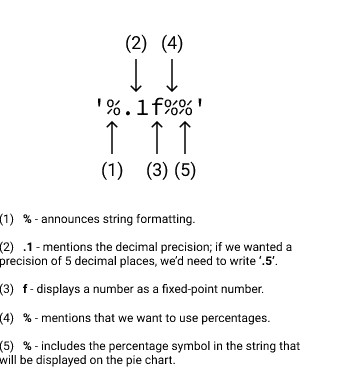 (2) (4)
'%.1f%%'
(1) (3) (5)
(1) % - announces string formatting.
(2) .1 - mentions the decimal precision; if we wanted a
precision of 5 decimal places, we'd need to write '.5'.
(3) f - displays a number as a fixed-point number.
(4) % - mentions that we want to use percentages.
(5) % - includes the percentage symbol in the string that
will be displayed on the pie chart.